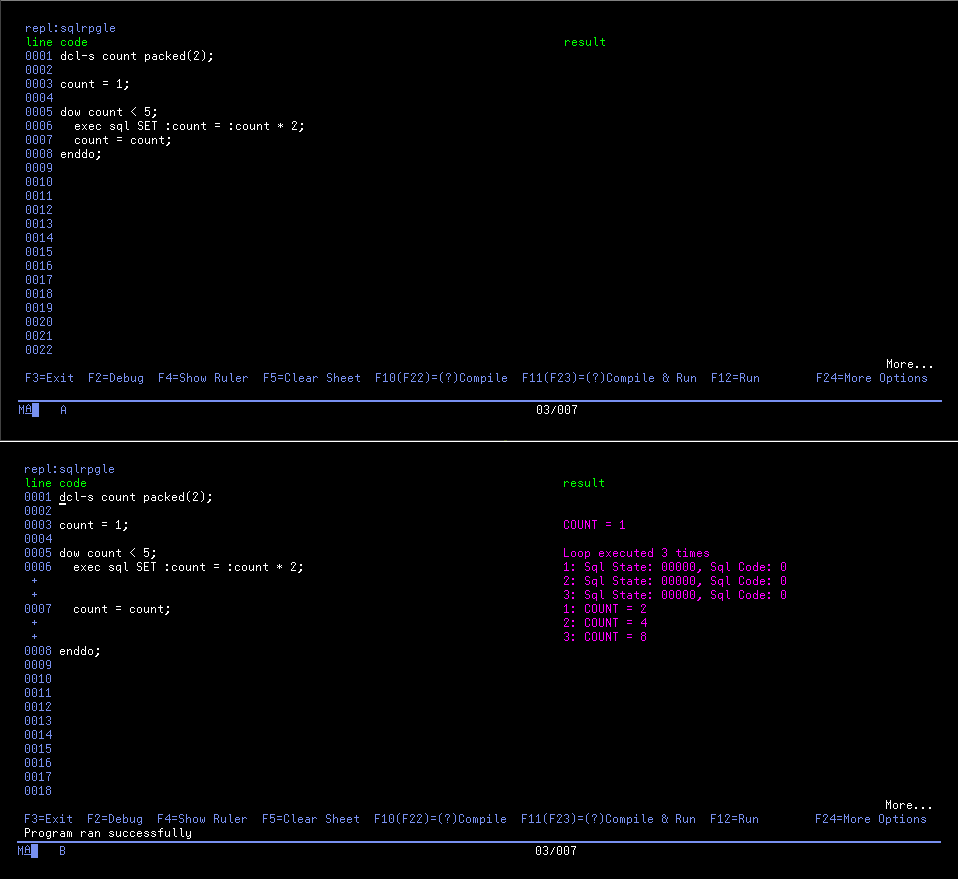 repl:sqlrpgle
line code result
0001 dcl-s count packed(2);
0002
0003 count = 1;
0004
0005 dow count < 5;
0006   exec sql SET :count = :count * 2;
0007   count = count;
0008 enddo;
0009
0010
0011
0012
0013
0014
0015
0016
0017
0018
0019
0020
0021
0022
More...
F3=Exit  F2=Debug  F4=Show Ruler  F5=Clear Sheet  F10(F22)=(?)Compile  F11(F23)=(?)Compile & Run  F12=Run  F24=More Options
MA A 03/007
repl:sqlrpgle
line code result
0001 dcl-s count packed(2);
0002
0003 count = 1; COUNT = 1
0004
0005 dow count < 5; Loop executed 3 times
0006   exec sql SET :count = :count * 2; 1: Sql State: 00000, Sql Code: 0
+ 2: Sql State: 00000, Sql Code: 0
+ 3: Sql State: 00000, Sql Code: 0
0007   count = count; 1: COUNT = 2
+ 2: COUNT = 4
+ 3: COUNT = 8
0008 enddo;
0009
0010
0011
0012
0013
0014
0015
0016
0017
0018
More...
F3=Exit  F2=Debug  F4=Show Ruler  F5=Clear Sheet  F10(F22)=(?)Compile  F11(F23)=(?)Compile & Run  F12=Run  F24=More Options
Program ran successfully
MA B 03/007